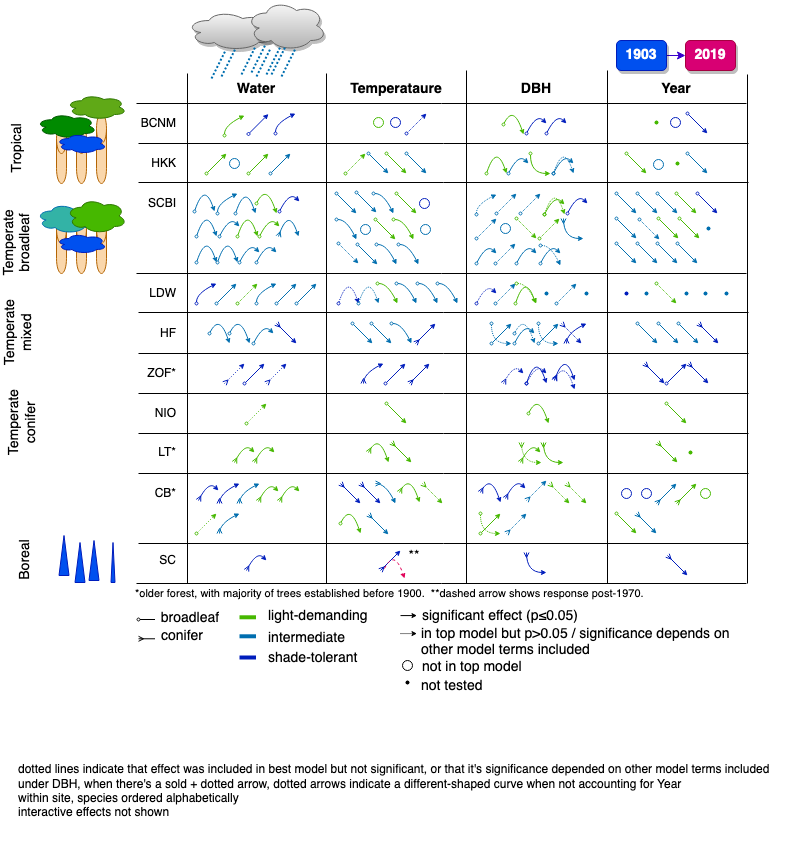 1903 2019
Water Temperataure DBH Year
Tropical
BCNM
HKK
Temperate
broadleaf
SCBI
Temperate
mixed
LDW
HF
Temperate
conifer
ZOF*
NIO
LT*
CB*
**
Boreal
SC
*older forest, with majority of trees established before 1900. **dashed arrow shows response post-1970.
broadleaf
conifer
light-demanding
intermediate
shade-tolerant
significant effect (p≤0.05)
in top model but p>0.05 / significance depends on
other model terms included
not in top model
not tested
dotted lines indicate that effect was included in best model but not significant, or that it's significance depended on other model terms included
under DBH, when there's a sold + dotted arrow, dotted arrows indicate a different-shaped curve when not accounting for Year
within site, species ordered alphabetically
interactive effects not shown